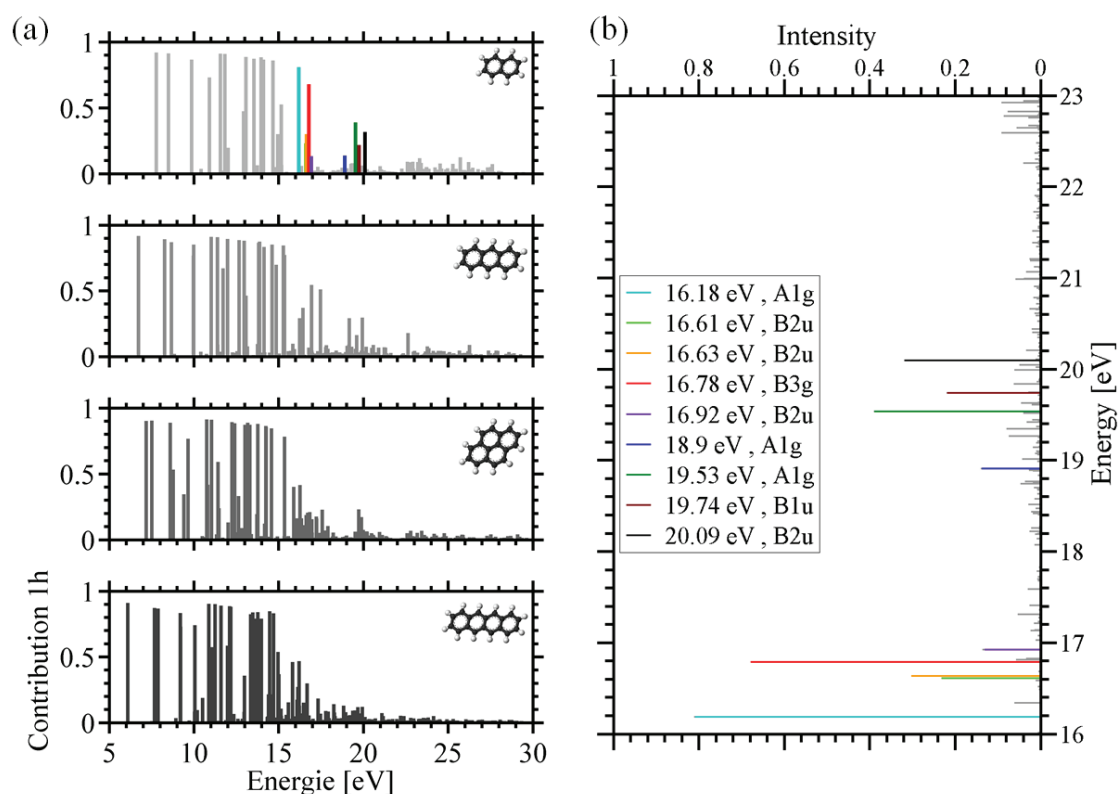 (a)
1
0.5
0
1
0.5
0
1
0.5
0
1
0.5
0
Contribution 1h
5 10 15 20 25 30
Energie [eV]
(b)
Intensity
1 0.8 0.6 0.4 0.2 0
23
22
21
20
19
18
17
16
Energy [eV]
16.18 eV , A1g
16.61 eV , B2u
16.63 eV , B2u
16.78 eV , B3g
16.92 eV , B2u
18.9 eV , A1g
19.53 eV , A1g
19.74 eV , B1u
20.09 eV , B2u